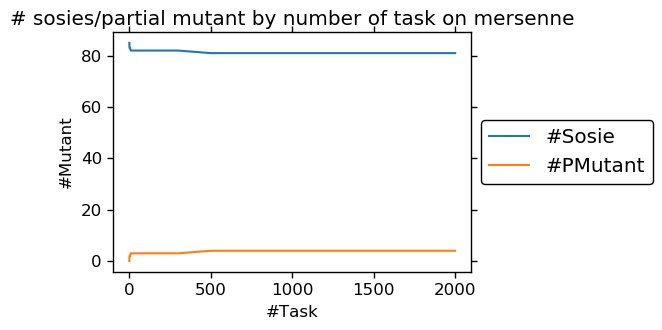 # sosies/partial mutant by number of task on mersenne
80
60
40
20
0
#Mutant
0 500 1000 1500 2000
#Task
#Sosie
#PMutant